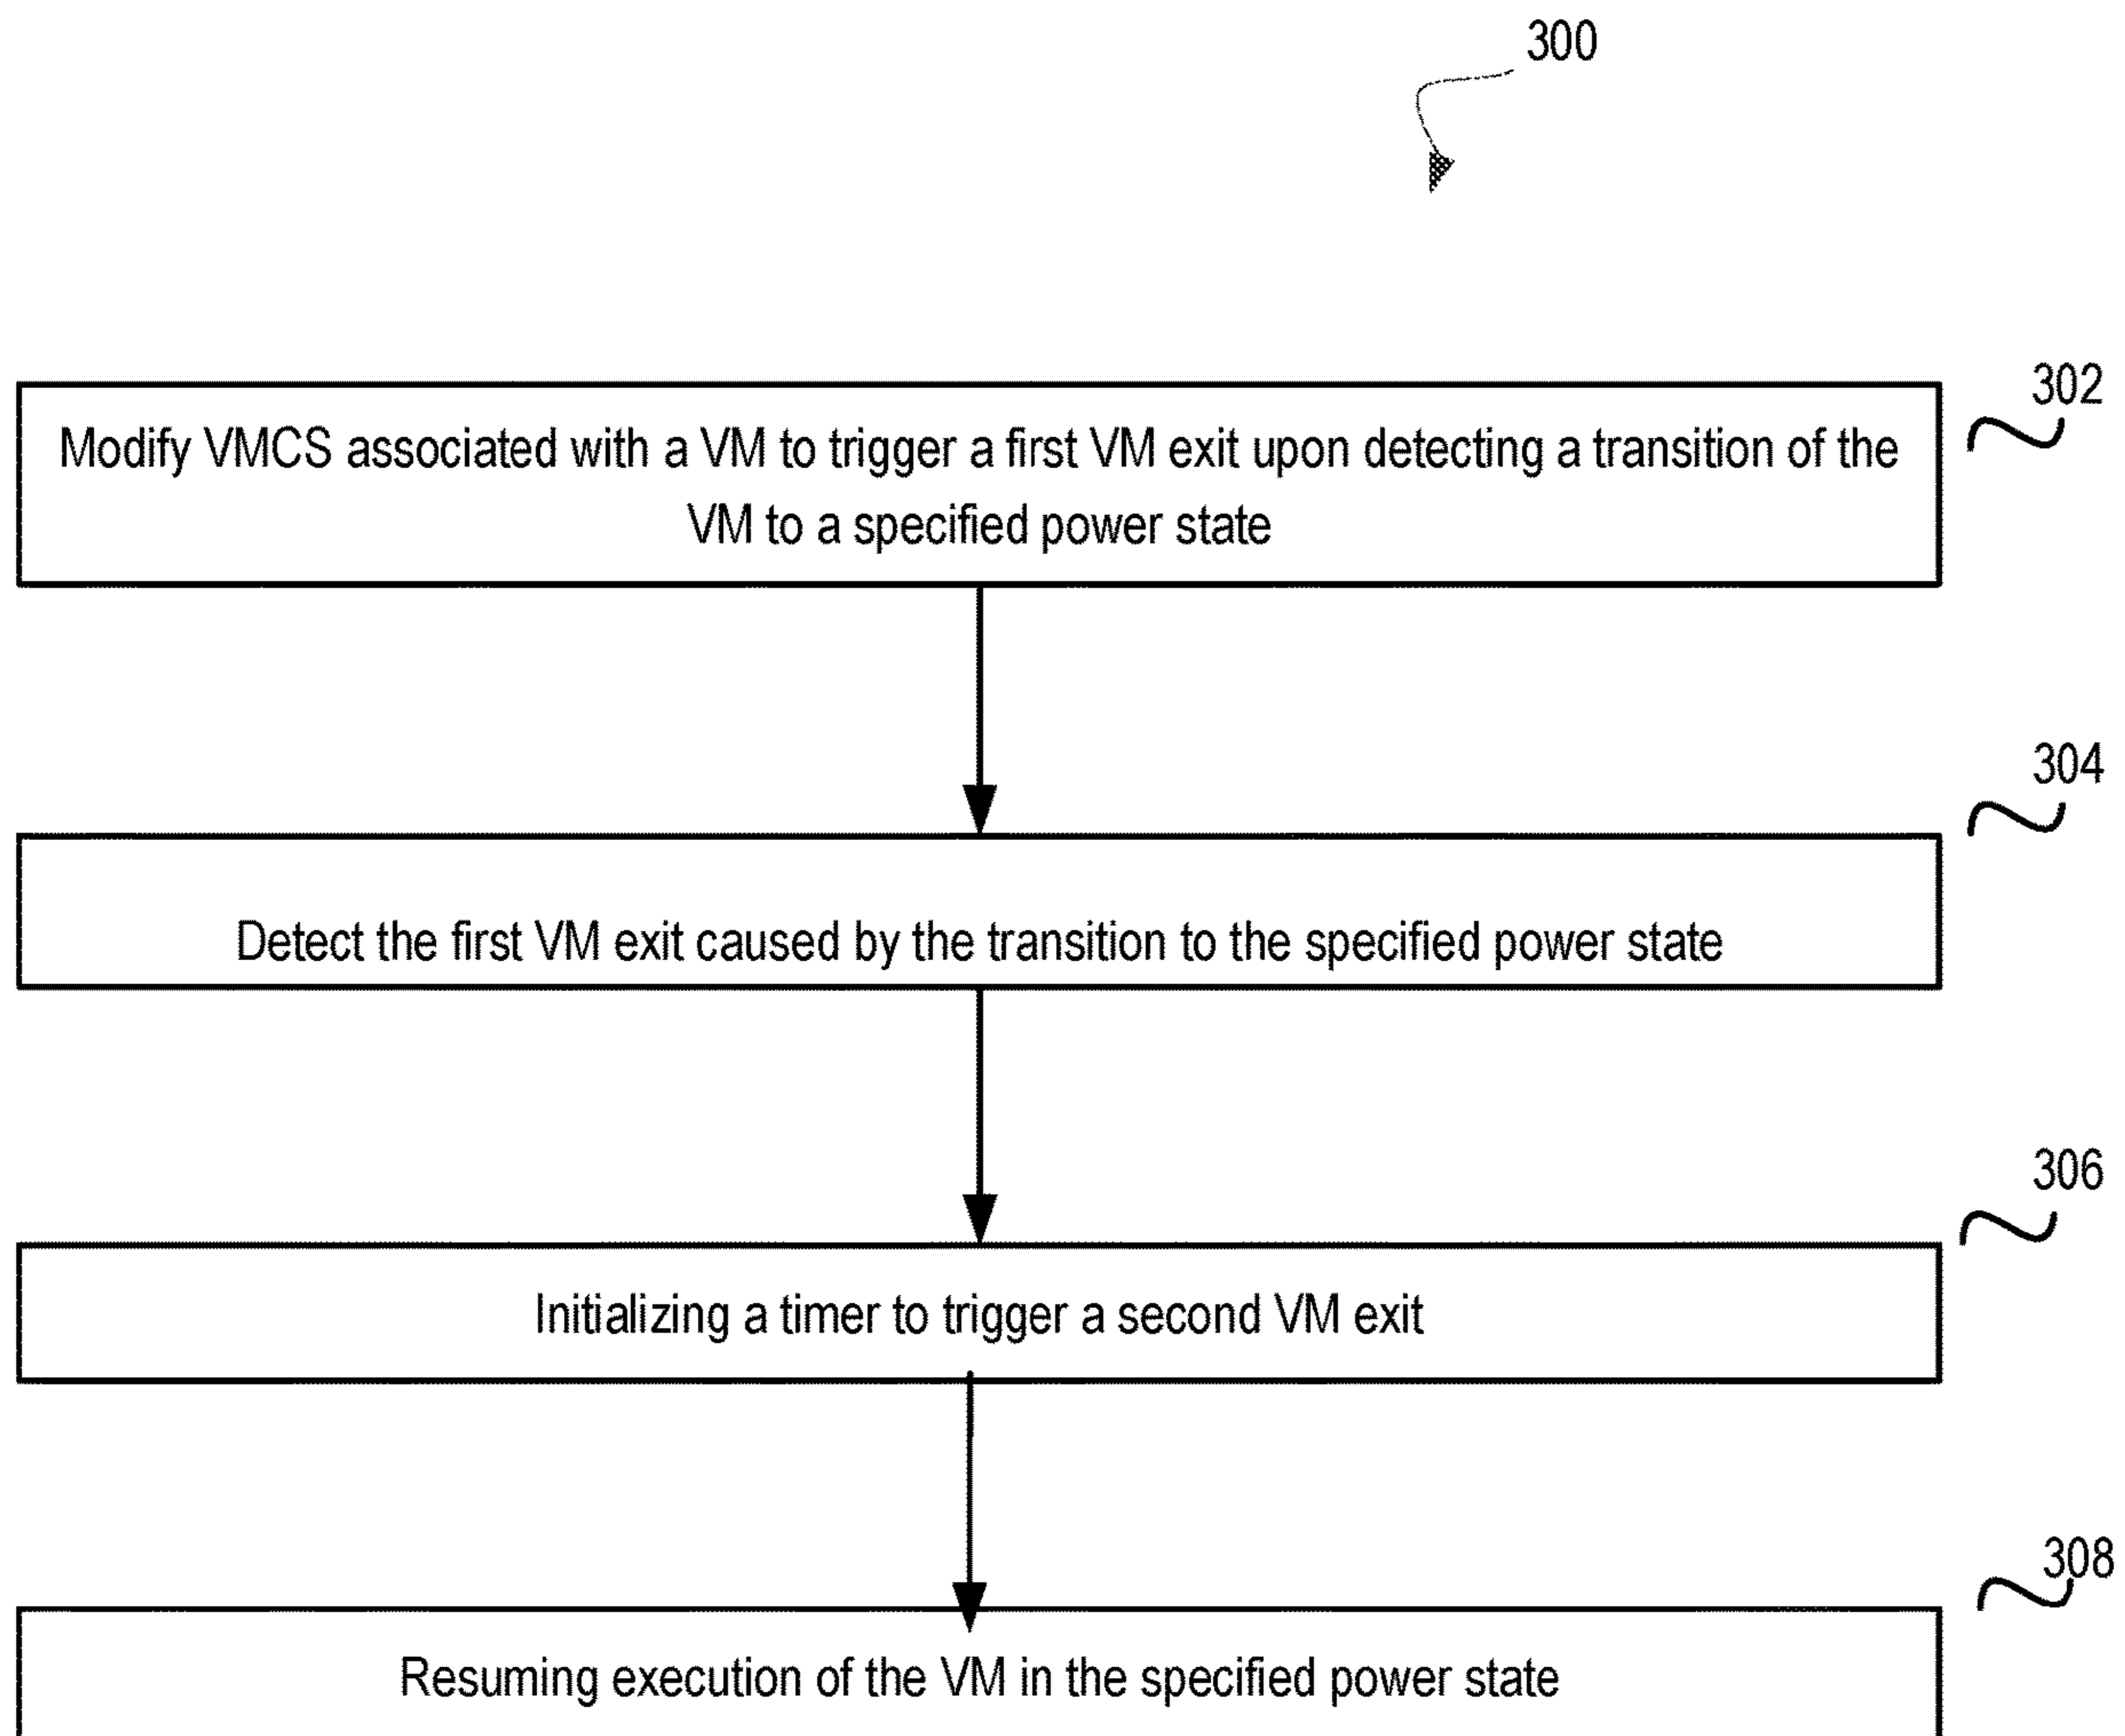 300
302
Modify VMCS associated with a VM to trigger a first VM exit upon detecting a transition of the
VM to a specified power state
304
Detect the first VM exit caused by the transition to the specified power state
306
Initializing a timer to trigger a second VM exit
308
Resuming execution of the VM in the specified power state